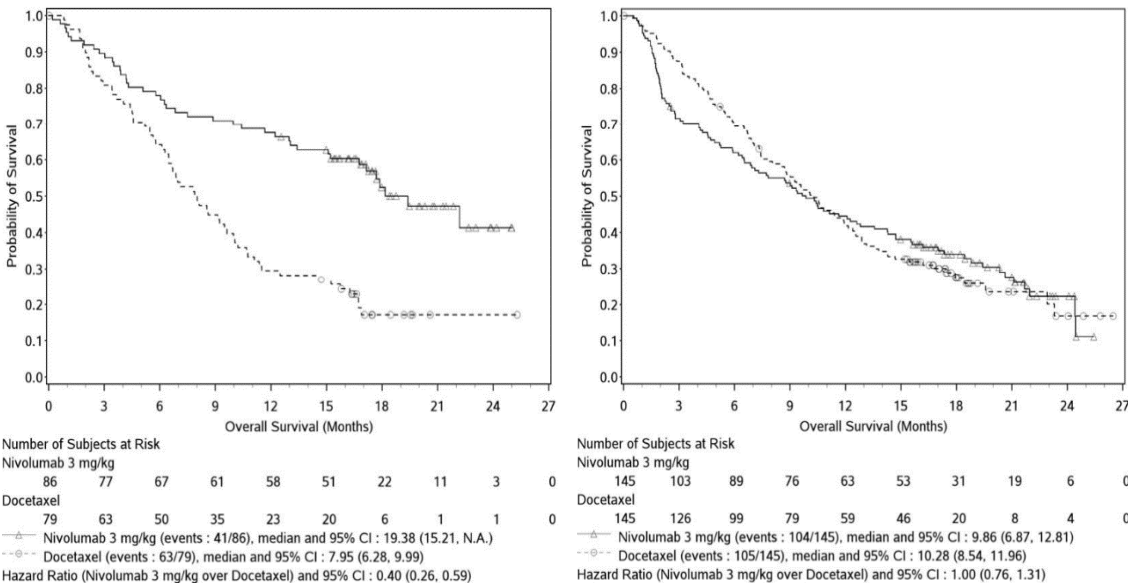 1.0
0.9
0.8
0.7
0.6
0.5
0.4
0.3
0.2
0.1
0.0
Probability of Survival
0 3 6 9 12 15 18 21 24 27
Overall Survival (Months)
Number of Subjects at Risk
Nivolumab 3 mg/kg
86 77 67 61 58 51 22 11 3 0
Docetaxel
79 63 50 35 23 20 6 1 1 0
Nivolumab 3 mg/kg (events : 41/86), median and 95% CI : 19.38 (15.21, N.A.)
Docetaxel (events : 63/79), median and 95% CI : 7.95 (6.28, 9.99)
Hazard Ratio (Nivolumab 3 mg/kg over Docetaxel) and 95% CI : 0.40 (0.26, 0.59)
1.0
0.9
0.8
0.7
0.6
0.5
0.4
0.3
0.2
0.1
0.0
Probability of Survival
0 3 6 9 12 15 18 21 24 27
Overall Survival (Months)
Number of Subjects at Risk
Nivolumab 3 mg/kg
145 103 89 76 63 53 31 19 6 0
Docetaxel
145 126 99 79 59 46 20 8 4 0
Nivolumab 3 mg/kg (events : 104/145), median and 95% CI : 9.86 (6.87, 12.81)
Docetaxel (events : 105/145), median and 95% CI : 10.28 (8.54, 11.96)
Hazard Ratio (Nivolumab 3 mg/kg over Docetaxel) and 95% CI : 1.00 (0.76, 1.31)